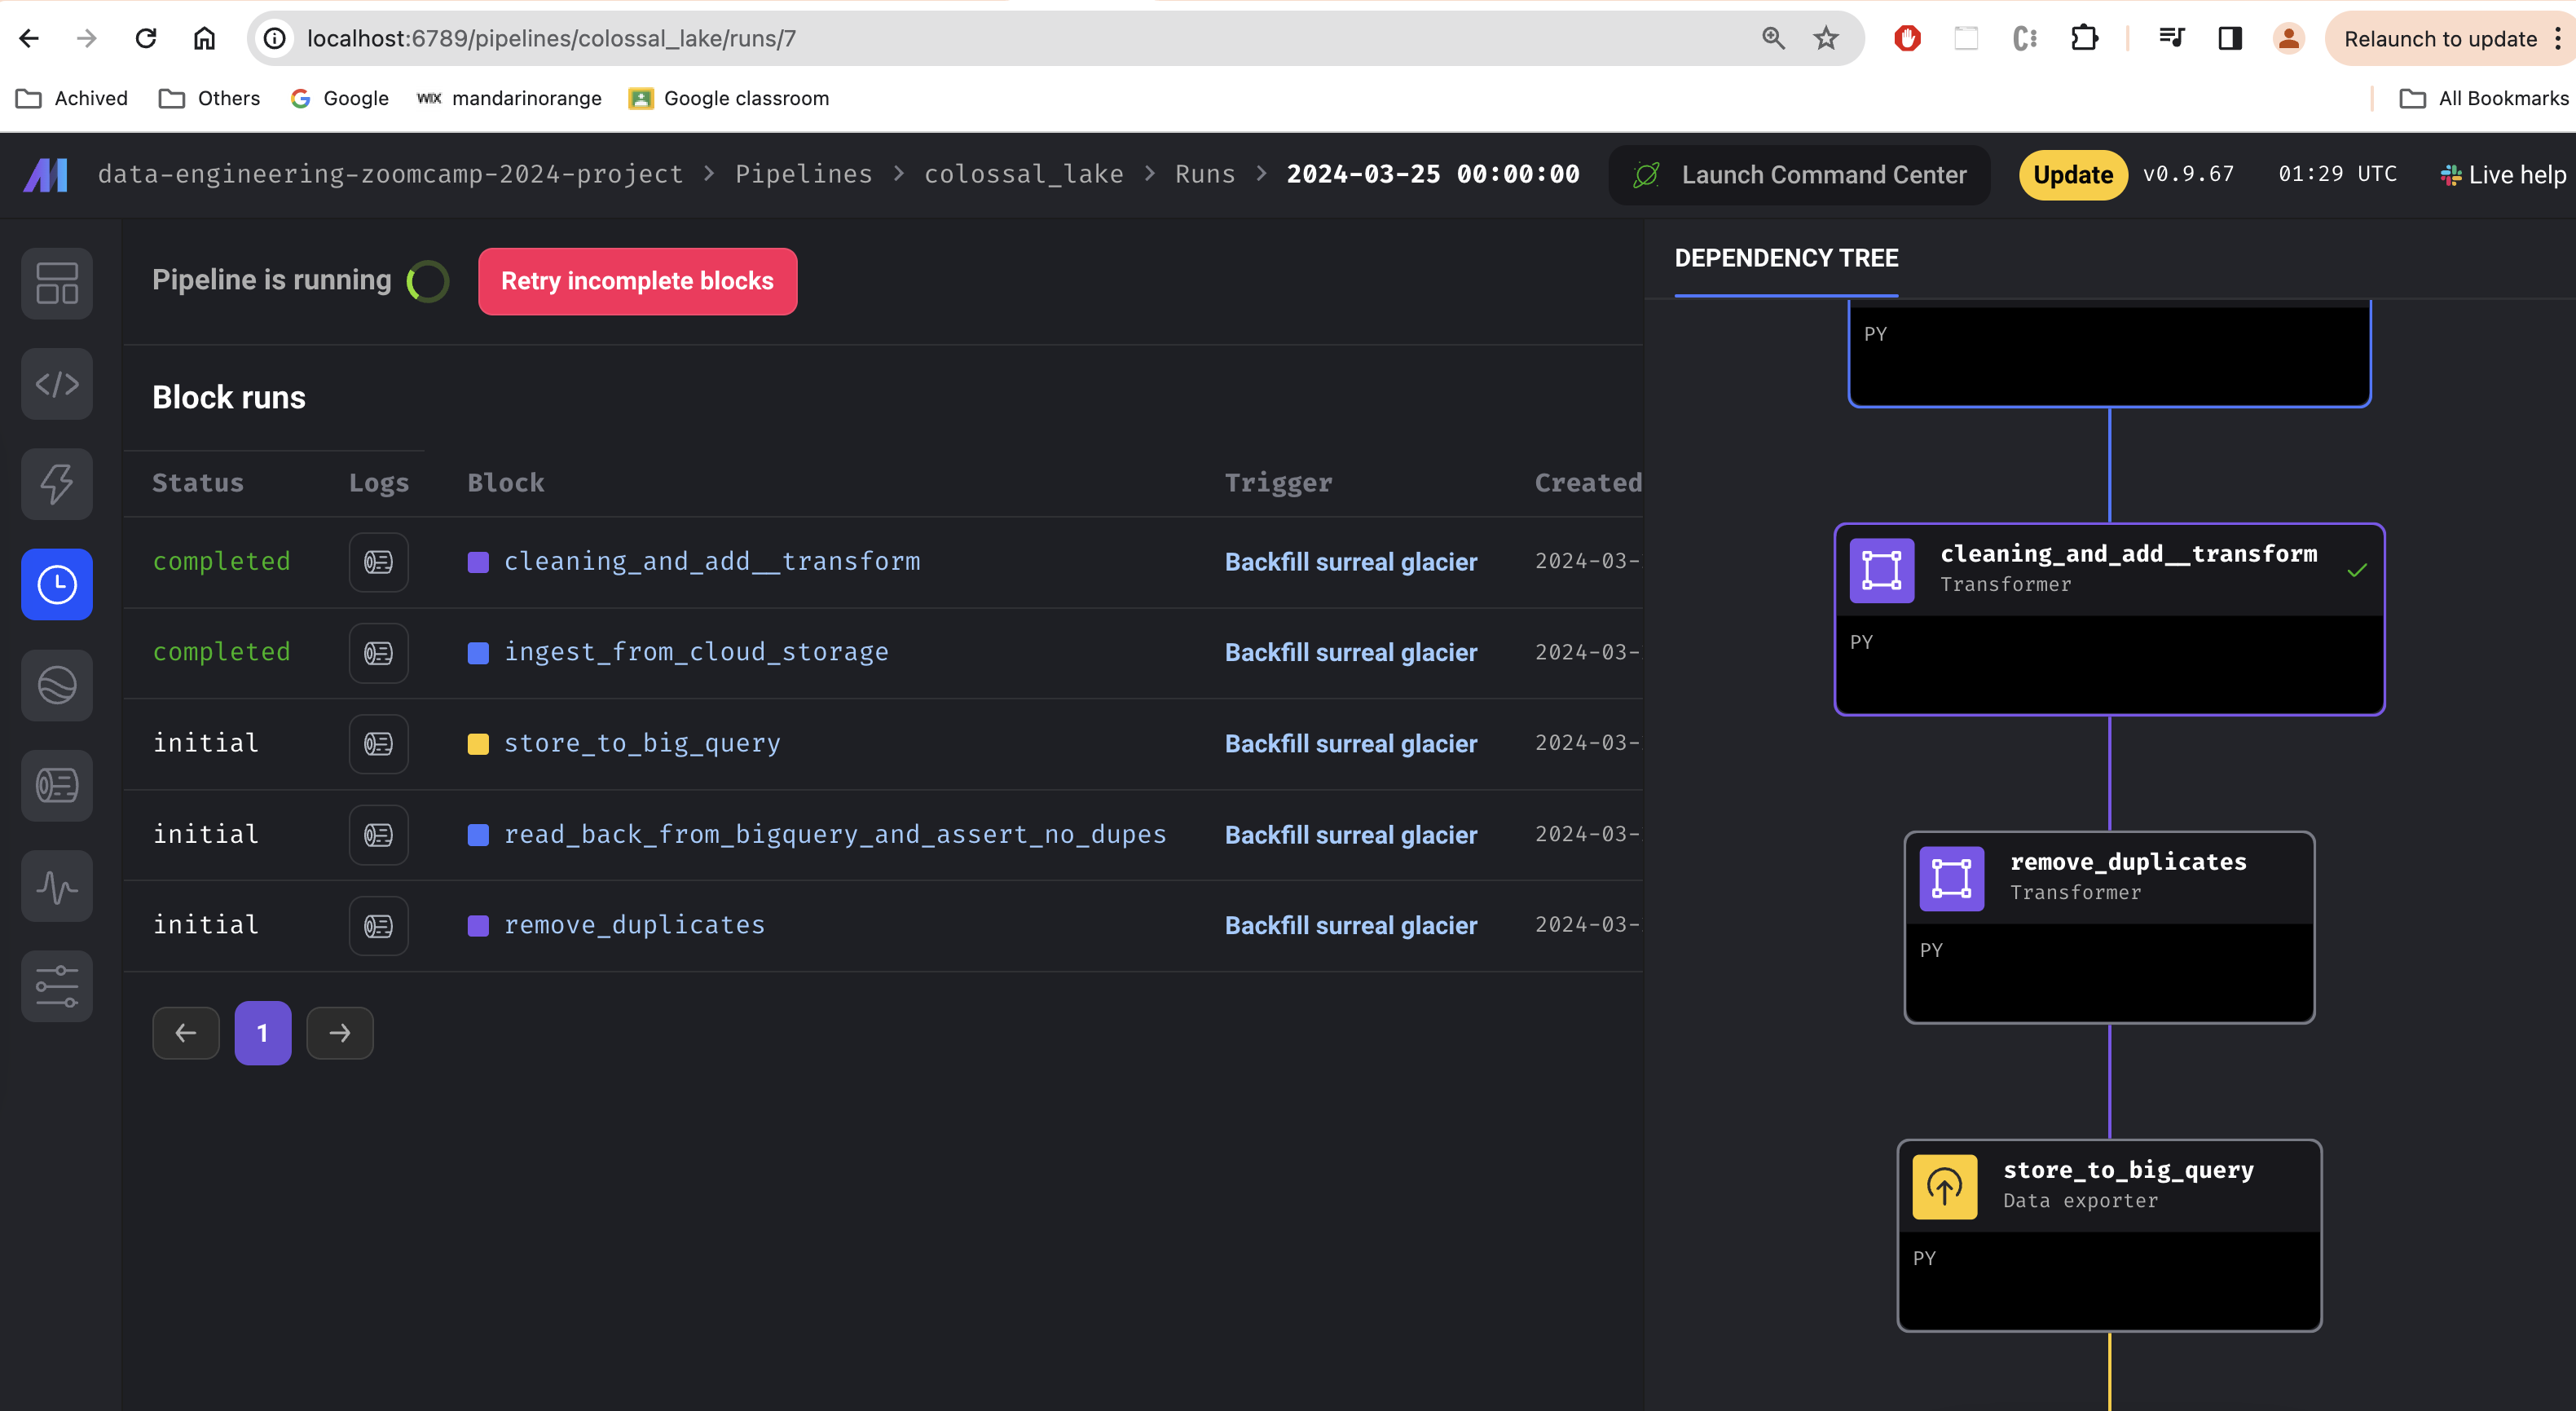 localhost:6789/pipelines/colossal_lake/runs/7
Relaunch to update
Achived
Others
Google
WIX mandarinorange
Google classroom
All Bookmarks
data-engineering-zoomcamp-2024-project > Pipelines > colossal_lake > Runs > 2024-03-25 00:00:00
Launch Command Center
Update
v0.9.67
01:29 UTC
Live help
Pipeline is running
Retry incomplete blocks
Block runs
Status Logs Block Trigger Created
completed cleaning_and_add__transform Backfill surreal glacier 2024-03-
completed ingest_from_cloud_storage Backfill surreal glacier 2024-03-
initial store_to_big_query Backfill surreal glacier 2024-03-
initial read_back_from_bigquery_and_assert_no_dupes Backfill surreal glacier 2024-03-
initial remove_duplicates Backfill surreal glacier 2024-03-
1
DEPENDENCY TREE
PY
cleaning_and_add__transform
Transformer
PY
remove_duplicates
Transformer
PY
store_to_big_query
Data exporter
PY